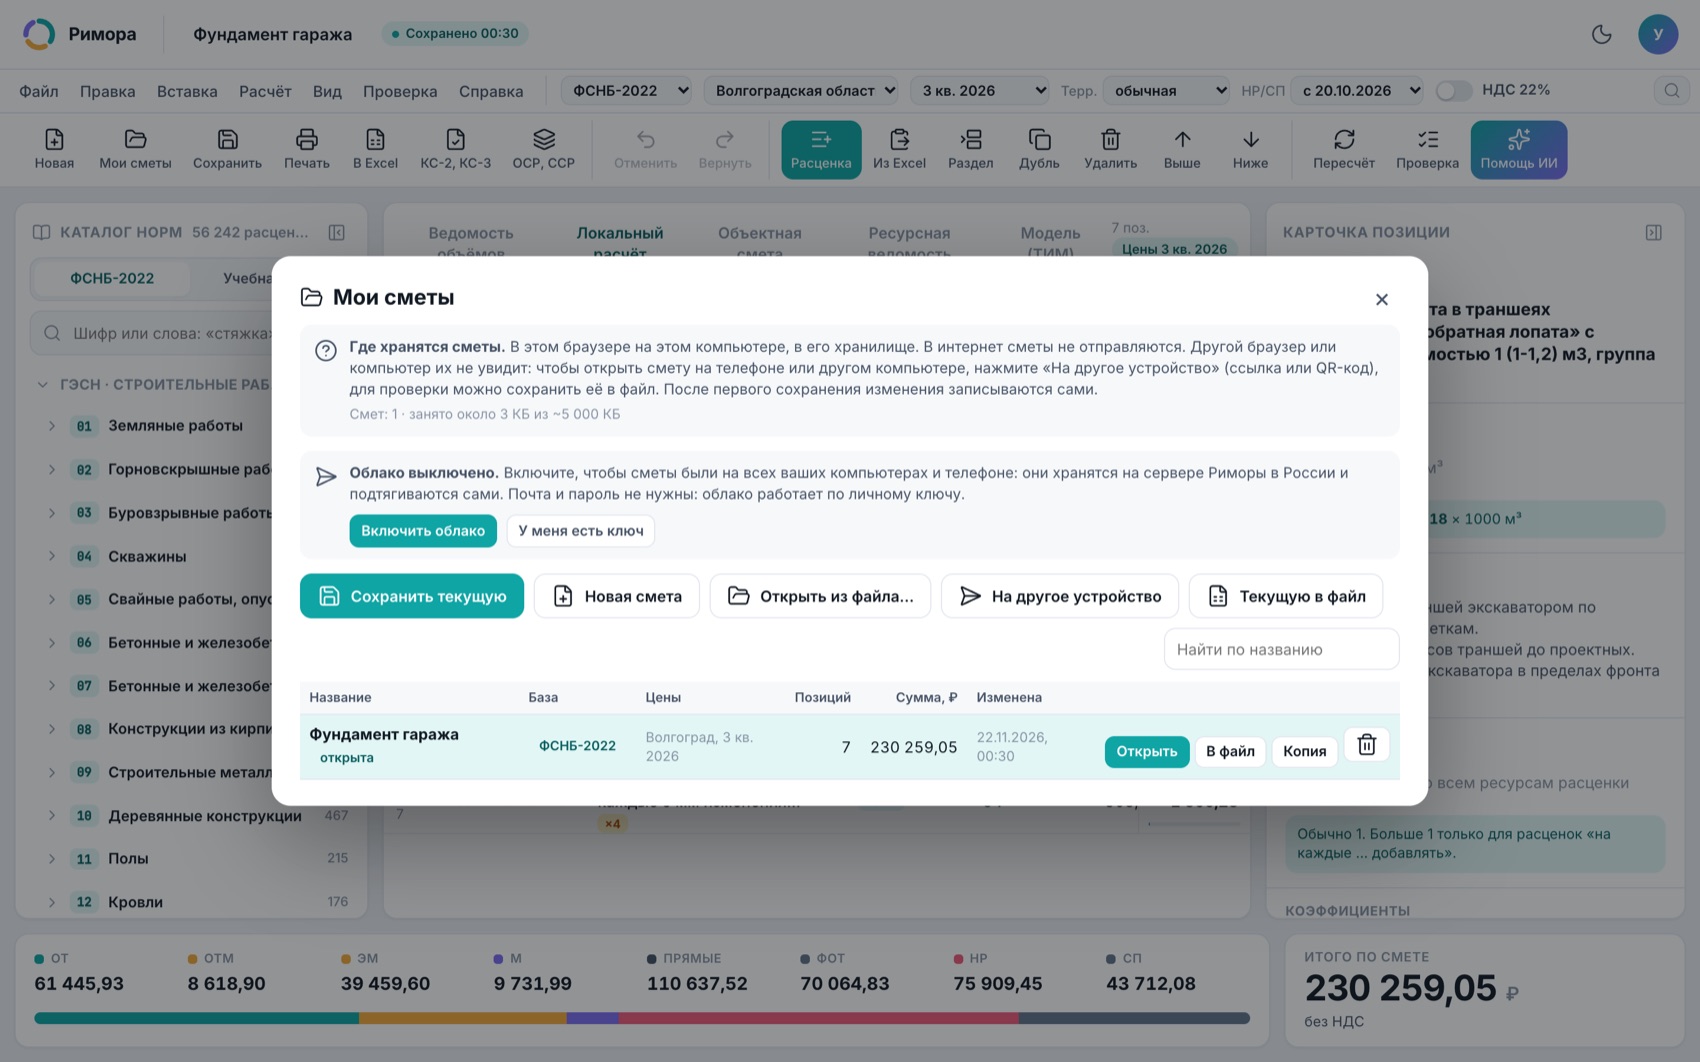 Римора
Фундамент гаража
Сохранено 00:30
У
Файл Правка Вставка Расчёт Вид Проверка Справка
ФСНБ-2022
Волгоградская област
3 кв. 2026
Терр. обычная
НР/СП с 20.10.2026
НДС 22%
Новая
Мои сметы
Сохранить
Печать
В Excel
КС-2, КС-3
ОСР, ССР
Отменить
Вернуть
Расценка
Из Excel
Раздел
Дубль
Удалить
Выше
Ниже
Пересчёт
Проверка
Помощь ИИ
КАТАЛОГ НОРМ 56 242 расцен...
ФСНБ-2022
Учебна
Шифр или слова: «стяжка»
ГЭСН · СТРОИТЕЛЬНЫЕ РАБ
01 Земляные работы
02 Горновскрышные раб
03 Буровзрывные работь
04 Скважины
05 Свайные работы, опус
06 Бетонные и железобет
07 Бетонные и железобет
08 Конструкции из кирпи
09 Строительные металл
10 Деревянные конструкции 467
11 Полы 215
12 Кровли 176
Ведомость
Локальный расчёт
Объектная
Ресурсная
Модель (ТИМ)
7 поз.
Цены 3 кв. 2026
7
×4
КАРТОЧКА ПОЗИЦИИ
та в траншеях
обратная лопата» с
мостью 1 (1-1,2) м3, группа
м³
18 × 1000 м³
ншей экскаватором по
еткам.
сов траншей до проектных.
кскаватора в пределах фронта
о всем ресурсам расценки
Обычно 1. Больше 1 только для расценок «на
каждые ... добавлять».
КОЭФФИЦИЕНТЫ
Мои сметы
Где хранятся сметы. В этом браузере на этом компьютере, в его хранилище. В интернет сметы не отправляются. Другой браузер или
компьютер их не увидит: чтобы открыть смету на телефоне или другом компьютере, нажмите «На другое устройство» (ссылка или QR-код),
для проверки можно сохранить её в файл. После первого сохранения изменения записываются сами.
Смет: 1 · занято около 3 КБ из ~5 000 КБ
Облако выключено. Включите, чтобы сметы были на всех ваших компьютерах и телефоне: они хранятся на сервере Риморы в России и
подтягиваются сами. Почта и пароль не нужны: облако работает по личному ключу.
Включить облако
У меня есть ключ
Сохранить текущую
Новая смета
Открыть из файла...
На другое устройство
Текущую в файл
Найти по названию
Название База Цены Позиций Сумма, ₽ Изменена
Фундамент гаража
открыта
ФСНБ-2022
Волгоград, 3 кв.
2026
7
230 259,05
22.11.2026,
00:30
Открыть
В файл
Копия
ОТ ОТМ ЭМ М ПРЯМЫЕ ФОТ НР СП
61 445,93 8 618,90 39 459,60 9 731,99 110 637,52 70 064,83 75 909,45 43 712,08
ИТОГО ПО СМЕТЕ
230 259,05 ₽
без НДС